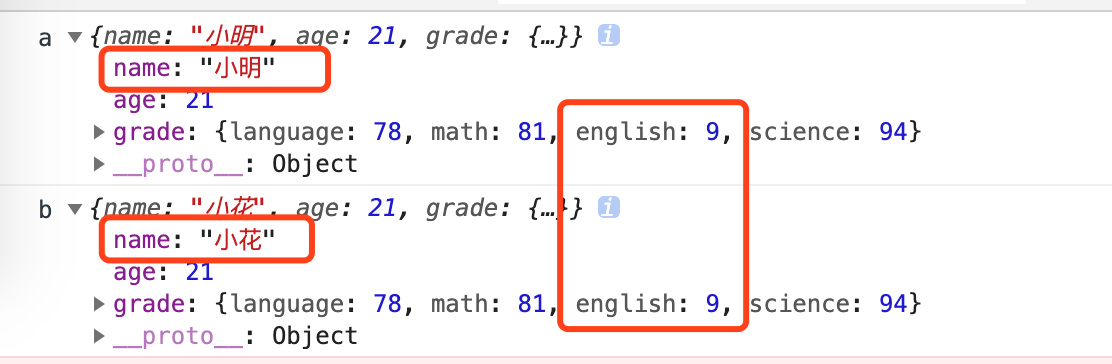 a ▼ {name: "小明", age: 21, grade: {…}} i
name: "小明"
age: 21
▶ grade: {language: 78, math: 81, english: 9, science: 94}
▶ __proto__: Object
b ▼ {name: "小花", age: 21, grade: {…}} i
name: "小花"
age: 21
▶ grade: {language: 78, math: 81, english: 9, science: 94}
▶ __proto__: Object